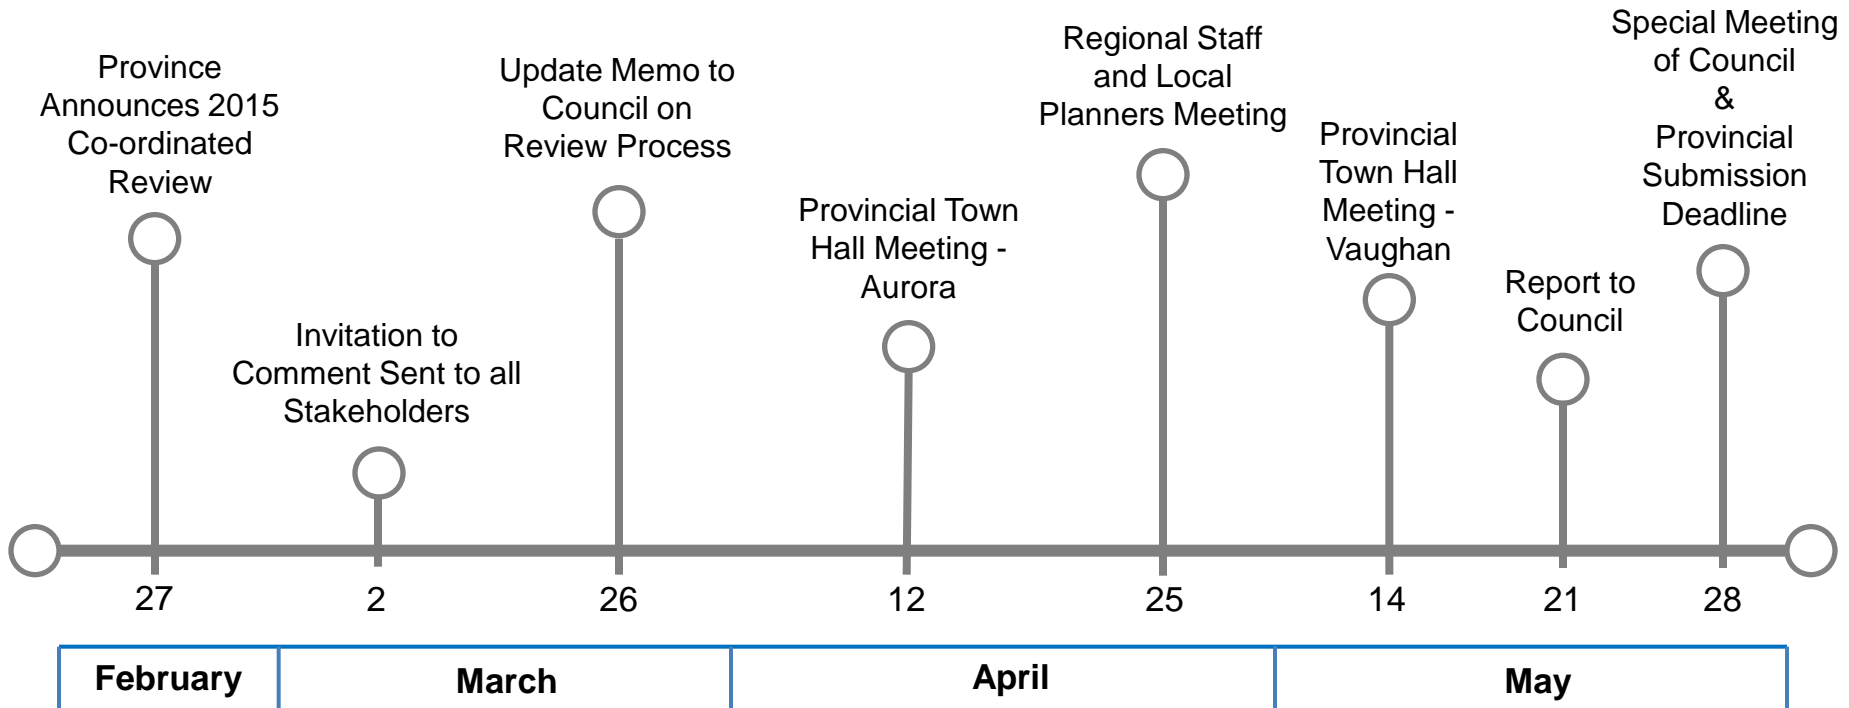 Province
Announces 2015
Co-ordinated
Review
Invitation to
Comment Sent to all
Stakeholders
Update Memo to
Council on
Review Process
Provincial Town
Hall Meeting -
Aurora
Regional Staff
and Local
Planners Meeting
Provincial
Town Hall
Meeting -
Vaughan
Report to
Council
Special Meeting
of Council
&
Provincial
Submission
Deadline
27
2
26
12
25
14
21
28
February
March
April
May